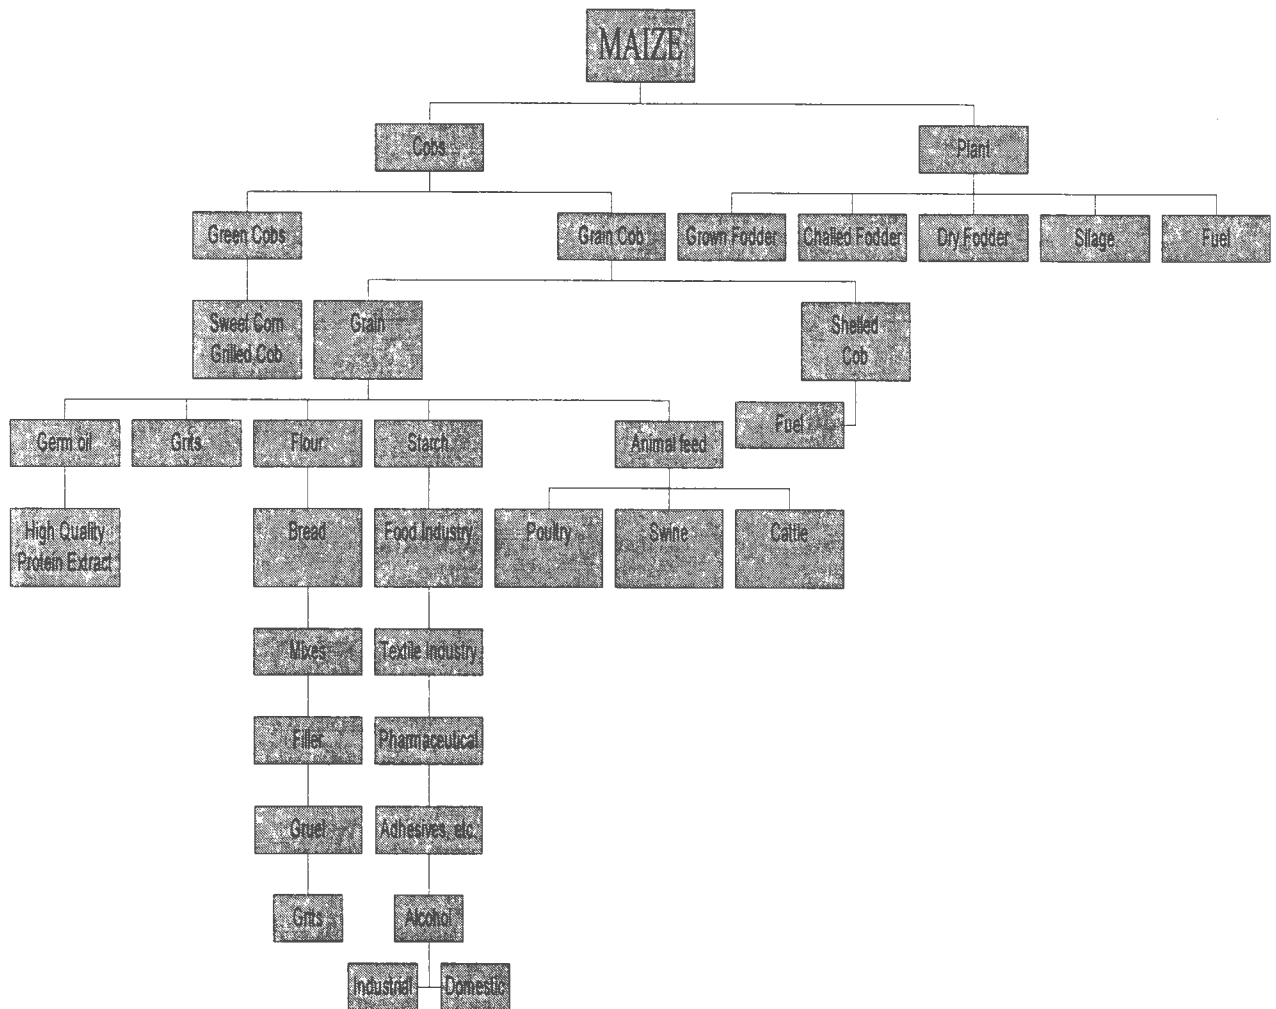 MAIZE
Cobs
Plant
Green Cobs
Grain Cob
Grown Fodder
Challed Fodder
Dry Fodder
Silage
Fuel
Sweet Corn
Grilled Cob
Grain
Shelled
Cob
Germ oil
Grits
Flour
Starch
Animal feed
Fuel
High Quality
Protein Extract
Bread
Food Industry
Poultry
Swine
Cattle
Mixes
Textile Industry
Filler
Pharmaceutical
Gruel
Adhesives, etc.
Grits
Alcohol
Industrial
Domestic